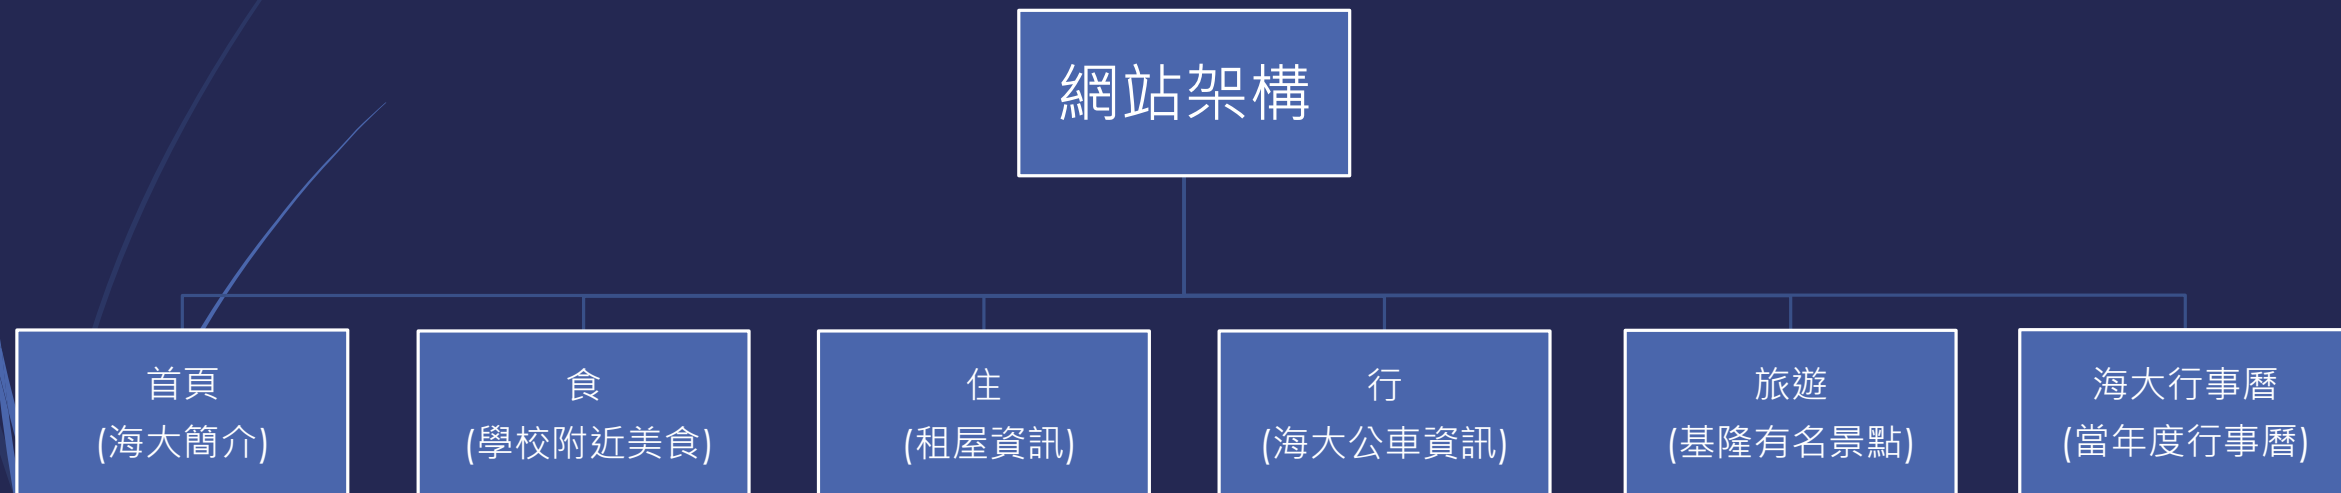 網站架構
首頁
(海大簡介)
食
(學校附近美食)
住
(租屋資訊)
行
(海大公車資訊)
旅遊
(基隆有名景點)
海大行事曆
(當年度行事曆)